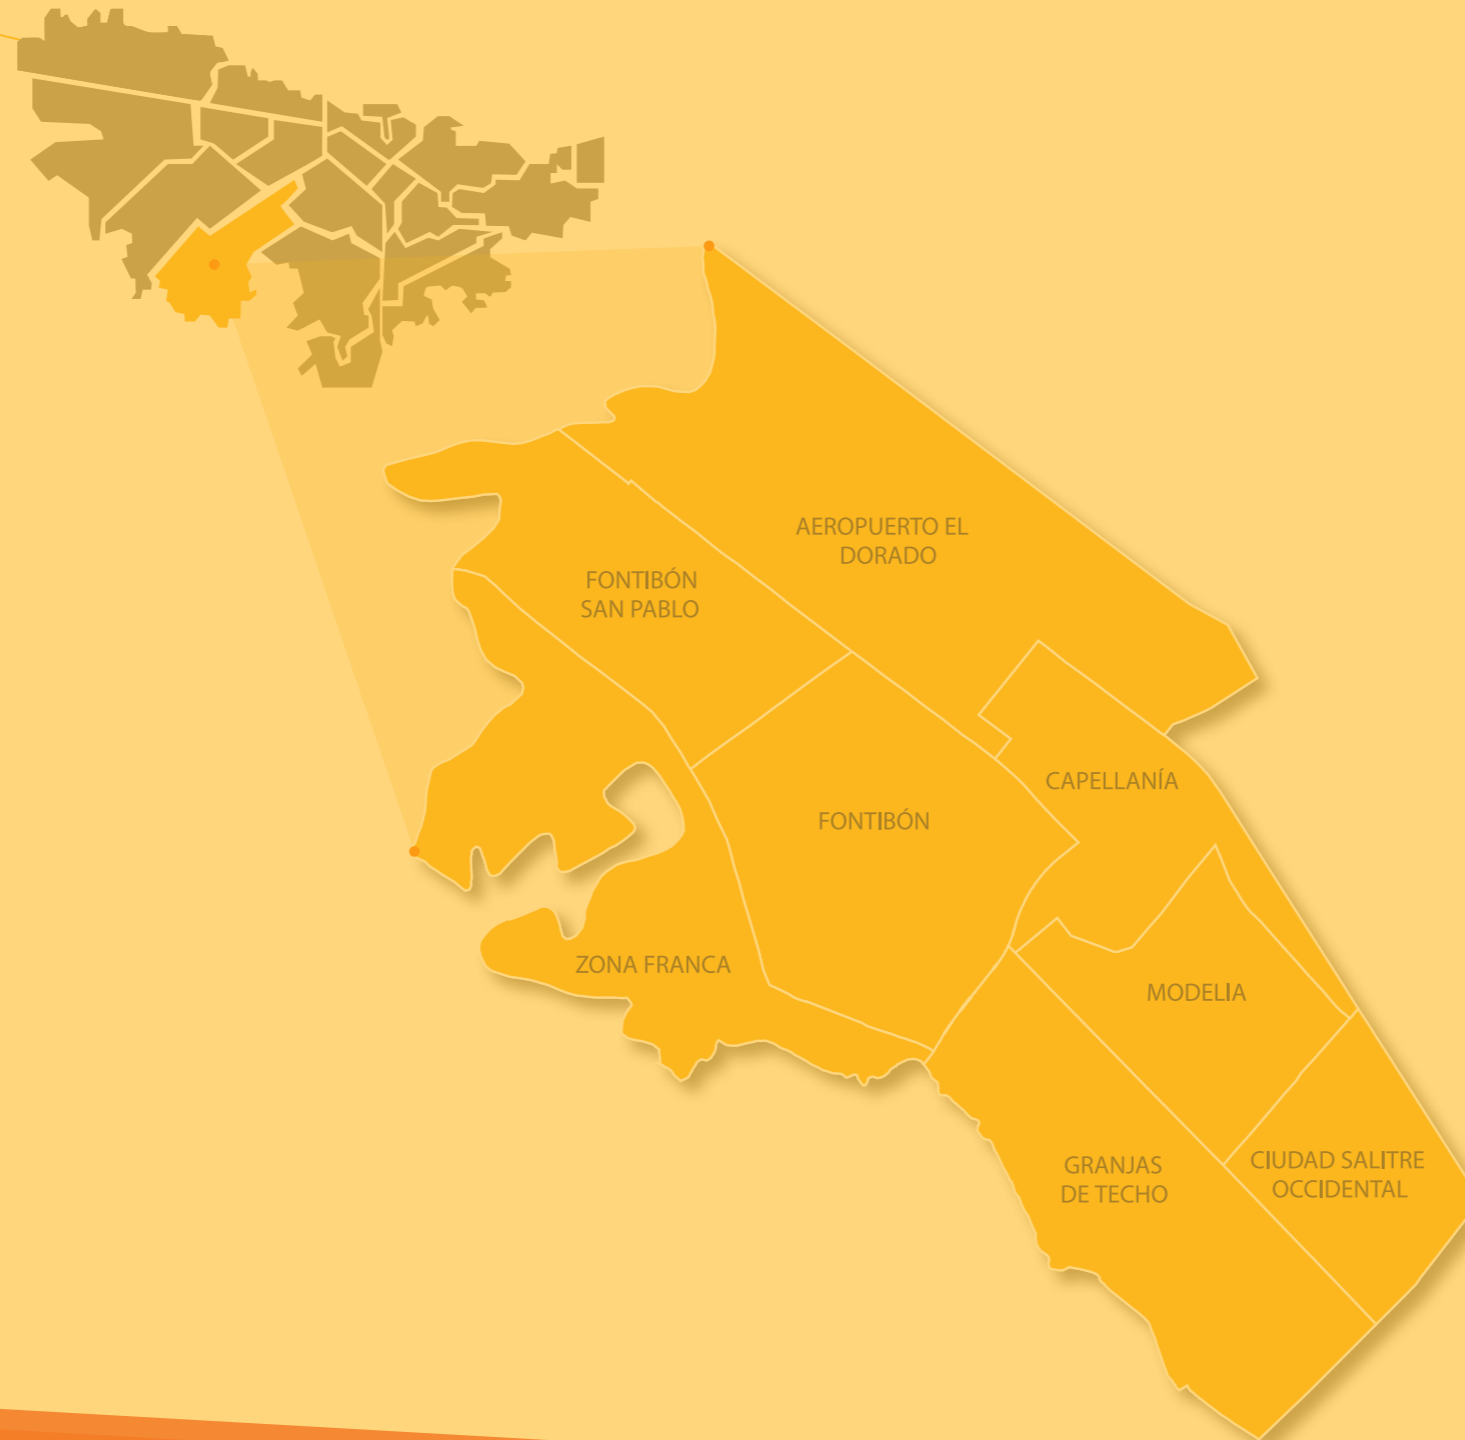 AEROPUERTO EL
DORADO
FONTIBÓN
SAN PABLO
CAPELLANÍA
FONTIBÓN
ZONA FRANCA
MODELIA
GRANJAS
DE TECHO
CIUDAD SALITRE
OCCIDENTAL